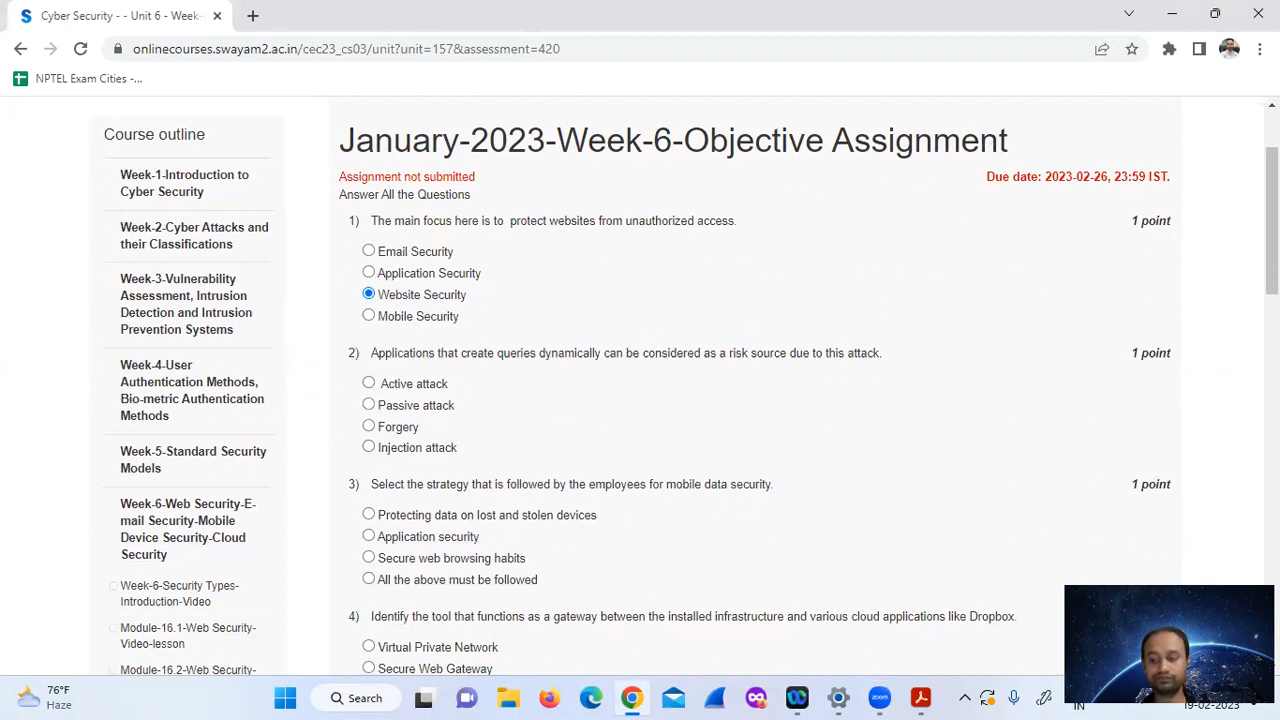 Cyber Security - - Unit 6 - Week-
onlinecourses.swayam2.ac.in/cec23_cs03/unit?unit=157&assessment=420
NPTEL Exam Cities -...
Course outline
Week-1-Introduction to
Cyber Security
Week-2-Cyber Attacks and
their Classifications
Week-3-Vulnerability
Assessment, Intrusion
Detection and Intrusion
Prevention Systems
Week-4-User
Authentication Methods,
Bio-metric Authentication
Methods
Week-5-Standard Security
Models
Week-6-Web Security-E-
mail Security-Mobile
Device Security-Cloud
Security
Week-6-Security Types-
Introduction-Video
Module-16.1-Web Security-
Video-lesson
Module-16.2-Web Security-
January-2023-Week-6-Objective Assignment
Assignment not submitted Due date: 2023-02-26, 23:59 IST.
Answer All the Questions
1) The main focus here is to protect websites from unauthorized access. 1 point
Email Security
Application Security
Website Security
Mobile Security
2) Applications that create queries dynamically can be considered as a risk source due to this attack. 1 point
Active attack
Passive attack
Forgery
Injection attack
3) Select the strategy that is followed by the employees for mobile data security. 1 point
Protecting data on lost and stolen devices
Application security
Secure web browsing habits
All the above must be followed
4) Identify the tool that functions as a gateway between the installed infrastructure and various cloud applications like Dropbox.
Virtual Private Network
Secure Web Gateway
76°F
Haze
Search
IN
19-02-2023